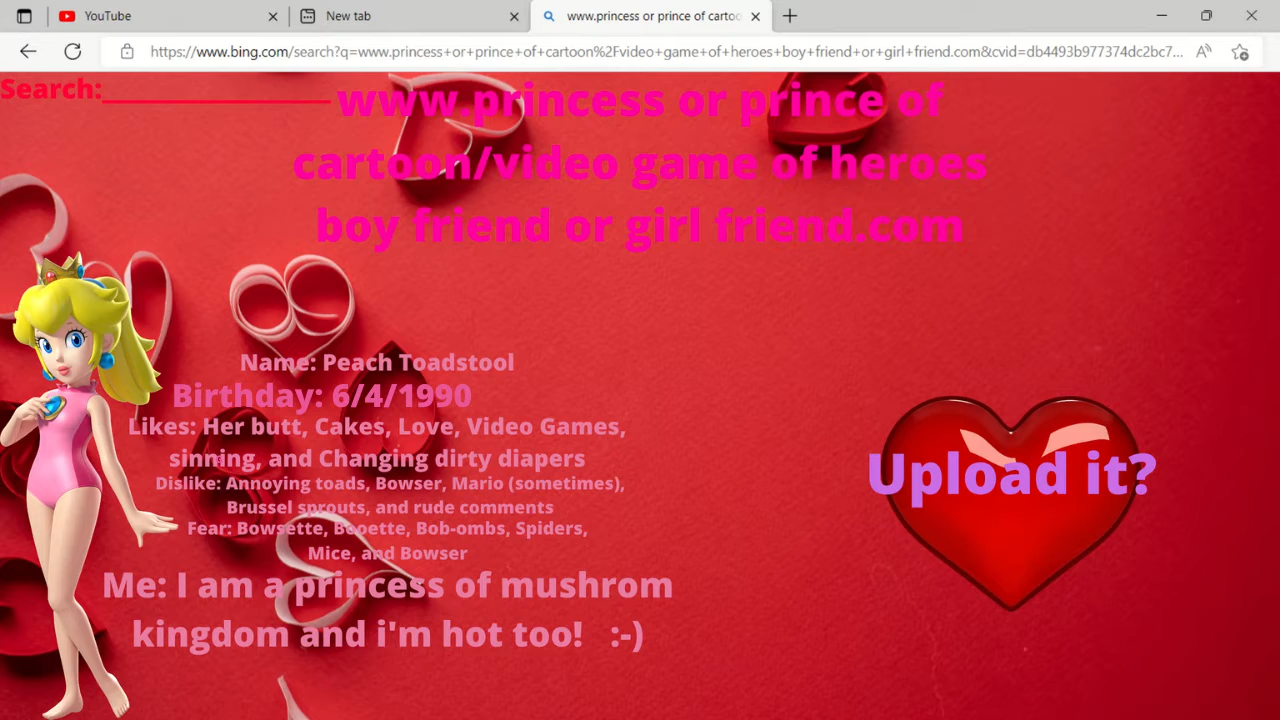 YouTube
New tab
www.princess or prince of cartoo
https://www.bing.com/search?q=www.princess+or+prince+of+cartoon%2Fvideo+game+of+heroes+boy+friend+or+girl+friend.com&cvid=db4493b977374dc2bc7...
Search:___________________
www.princess or prince of
cartoon/video game of heroes
boy friend or girl friend.com
Name: Peach Toadstool
Birthday: 6/4/1990
Likes: Her butt, Cakes, Love, Video Games,
sinning, and Changing dirty diapers
Dislike: Annoying toads, Bowser, Mario (sometimes),
Brussel sprouts, and rude comments
Fear: Bowsette, Booette, Bob-ombs, Spiders,
Mice, and Bowser
Me: I am a princess of mushrom
kingdom and i'm hot too! :-)
Upload it?